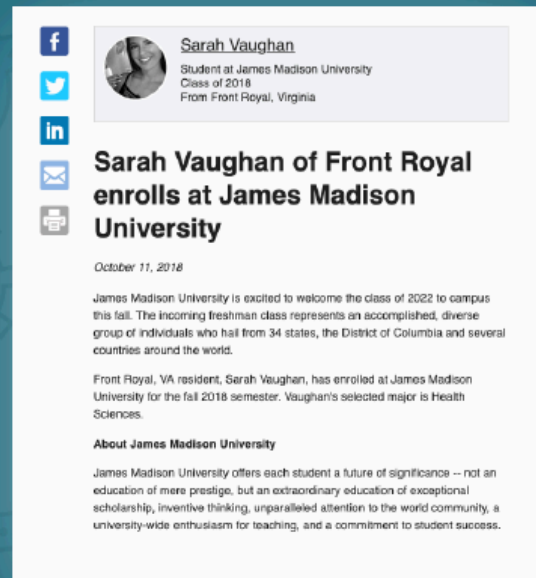 f
Sarah Vaughan
Student at James Madison University
Class of 2018
From Front Royal, Virginia
in
Sarah Vaughan of Front Royal
enrolls at James Madison
University
October 11, 2018
James Madison University is excited to welcome the class of 2022 to campus
this fall. The incoming freshman class represents an accomplished, diverse
group of individuals who hail from 34 states, the District of Columbia and several
countries around the world.
Front Royal, VA resident, Sarah Vaughan, has enrolled at James Madison
University for the fall 2018 semester. Vaughan's selected major is Health
Sciences.
About James Madison University
James Madison University offers each student a future of significance -- not an
education of mere prestige, but an extraordinary education of exceptional
scholarship, inventive thinking, unparalleled attention to the world community, a
university-wide enthusiasm for teaching, and a commitment to student success.